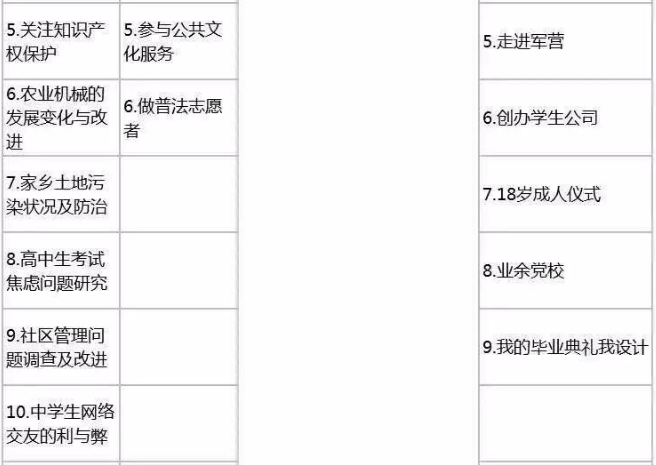 5.关注知识产
权保护
5.参与公共文
化服务
5.走进军营
6.农业机械的
发展变化与改
进
6.做普法志愿
者
6.创办学生公司
7.家乡土地污
染状况及防治
7.18岁成人仪式
8.高中生考试
焦虑问题研究
8.业余党校
9.社区管理问
题调查及改进
9.我的毕业典礼我设计
10.中学生网络
交友的利与弊